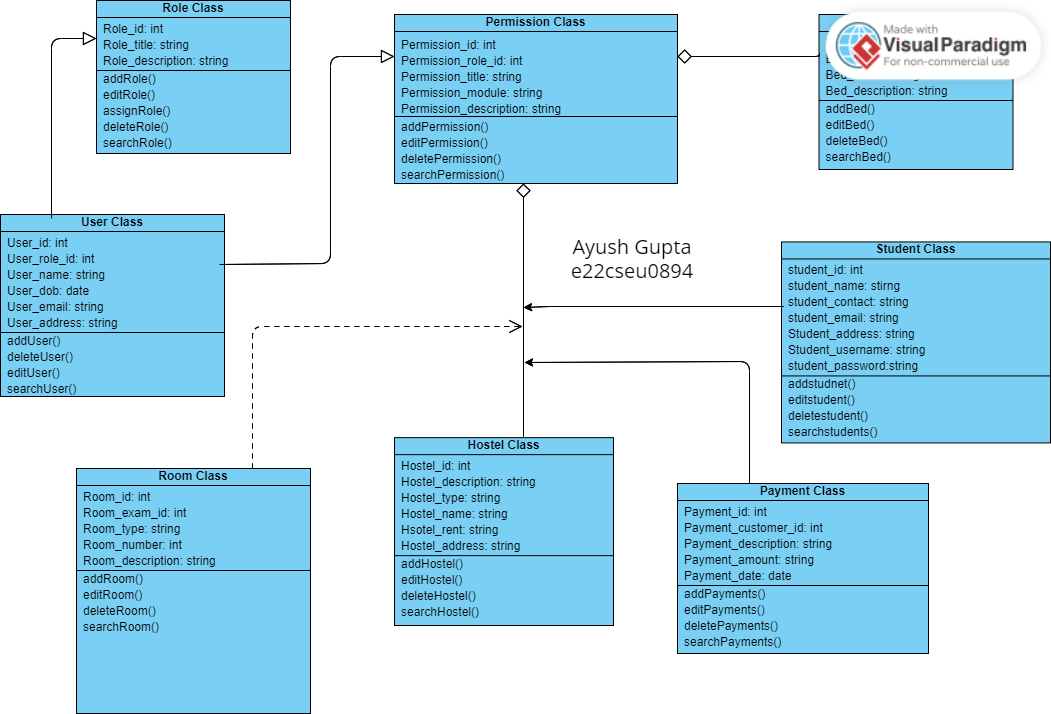 Role Class
Role_id: int
Role_title: string
Role_description: string
addRole()
editRole()
assignRole()
deleteRole()
searchRole()
Permission Class
Permission_id: int
Permission_role_id: int
Permission_title: string
Permission_module: string
Permission_description: string
addPermission()
editPermission()
deletePermission()
searchPermission()
Made with
VisualParadigm
For non-commercial use
Bed_description: string
addBed()
editBed()
deleteBed()
searchBed()
User Class
User_id: int
User_role_id: int
User_name: string
User_dob: date
User_email: string
User_address: string
addUser()
deleteUser()
editUser()
searchUser()
Ayush Gupta
e22cseu0894
Student Class
student_id: int
student_name: stirng
student_contact: string
student_email: string
Student_address: string
Student_username: string
student_password:string
addstudnet()
editstudent()
deletestudent()
searchstudents()
Room Class
Room_id: int
Room_exam_id: int
Room_type: string
Room_number: int
Room_description: string
addRoom()
editRoom()
deleteRoom()
searchRoom()
Hostel Class
Hostel_id: int
Hostel_description: string
Hostel_type: string
Hostel_name: string
Hsotel_rent: string
Hostel_address: string
addHostel()
editHostel()
deleteHostel()
searchHostel()
Payment Class
Payment_id: int
Payment_customer_id: int
Payment_description: string
Payment_amount: string
Payment_date: date
addPayments()
editPayments()
deletePayments()
searchPayments()